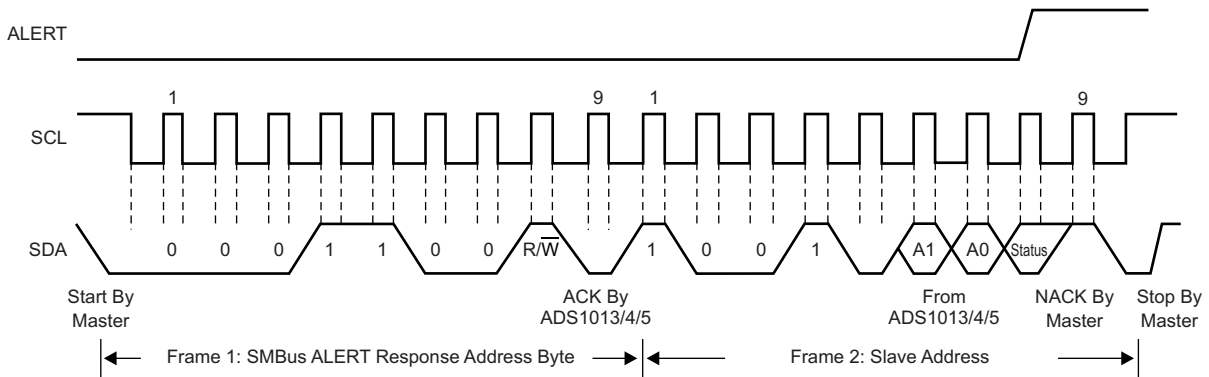 ALERT
1 9 1 9
SCL
SDA 0 0 0 1 1 0 0 R/W̅ 1 0 0 1 A1 A0 Status
Start By
Master
ACK By
ADS1013/4/5
From
ADS1013/4/5
NACK By
Master
Stop By
Master
Frame 1: SMBus ALERT Response Address Byte
Frame 2: Slave Address